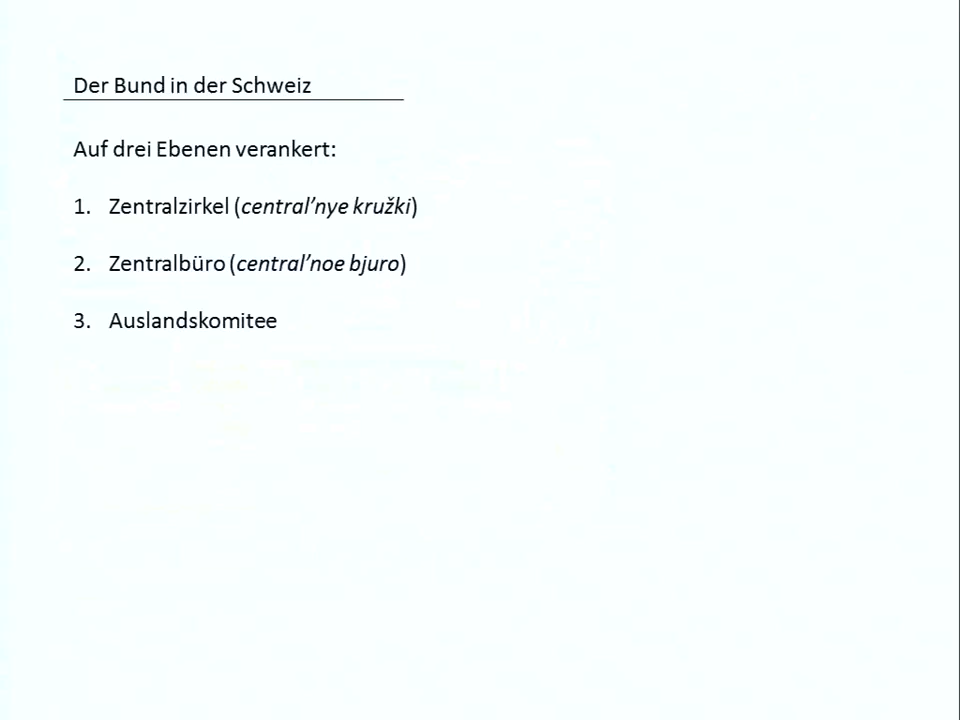 Der Bund in der Schweiz
Auf drei Ebenen verankert:
1. Zentralzirkel (central’nye kružki)
2. Zentralbüro (central’noe bjuro)
3. Auslandskomitee